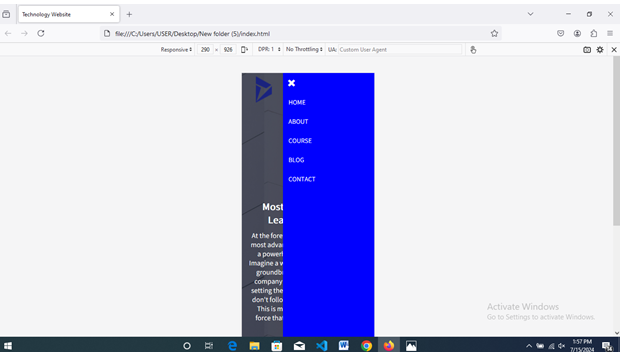 Technology Website
file:///C:/Users/USER/Desktop/New folder (5)/index.html
Responsive 290 × 926 DPR: 1 No Throttling UA: Custom User Agent
HOME
ABOUT
COURSE
BLOG
CONTACT
Most
Lea
At the fore
most advan
a powerf
Imagine a w
groundb
company
setting the
don't follo
This is m
force that
Activate Windows
Go to Settings to activate Windows.
1:57 PM
7/15/2024